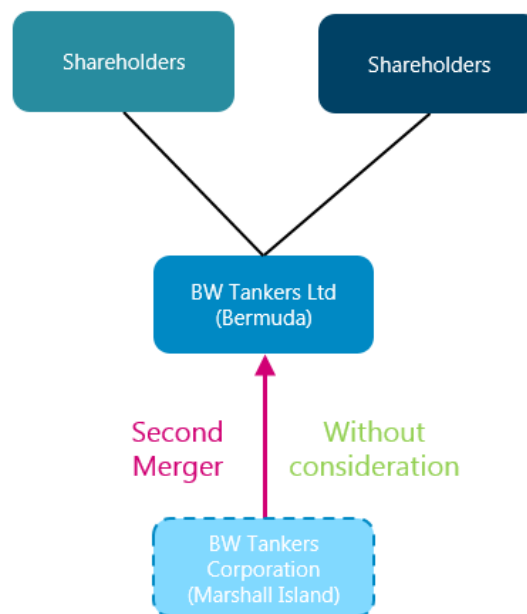 Shareholders
Shareholders
BW Tankers Ltd
(Bermuda)
Second
Merger
Without
consideration
BW Tankers
Corporation
(Marshall Island)